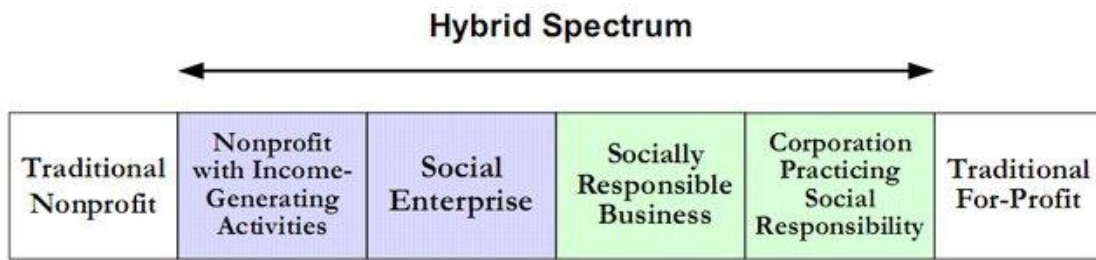 Hybrid Spectrum
Traditional
Nonprofit
Nonprofit
with Income-
Generating
Activities
Social
Enterprise
Socially
Responsible
Business
Corporation
Practicing
Social
Responsibility
Traditional
For-Profit